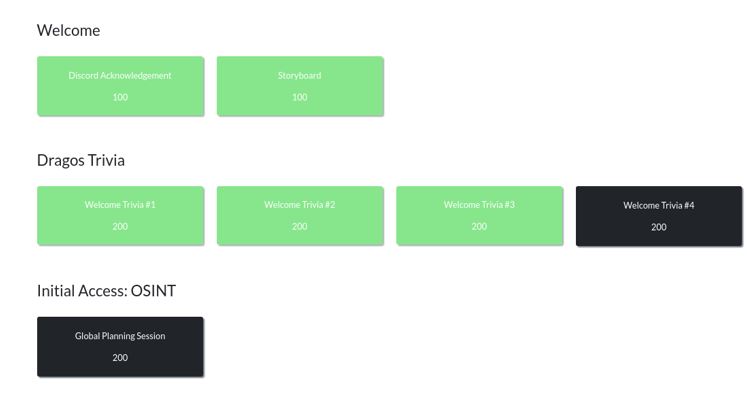 Welcome
Discord Acknowledgement
100
Storyboard
100
Dragos Trivia
Welcome Trivia #1
200
Welcome Trivia #2
200
Welcome Trivia #3
200
Welcome Trivia #4
200
Initial Access: OSINT
Global Planning Session
200